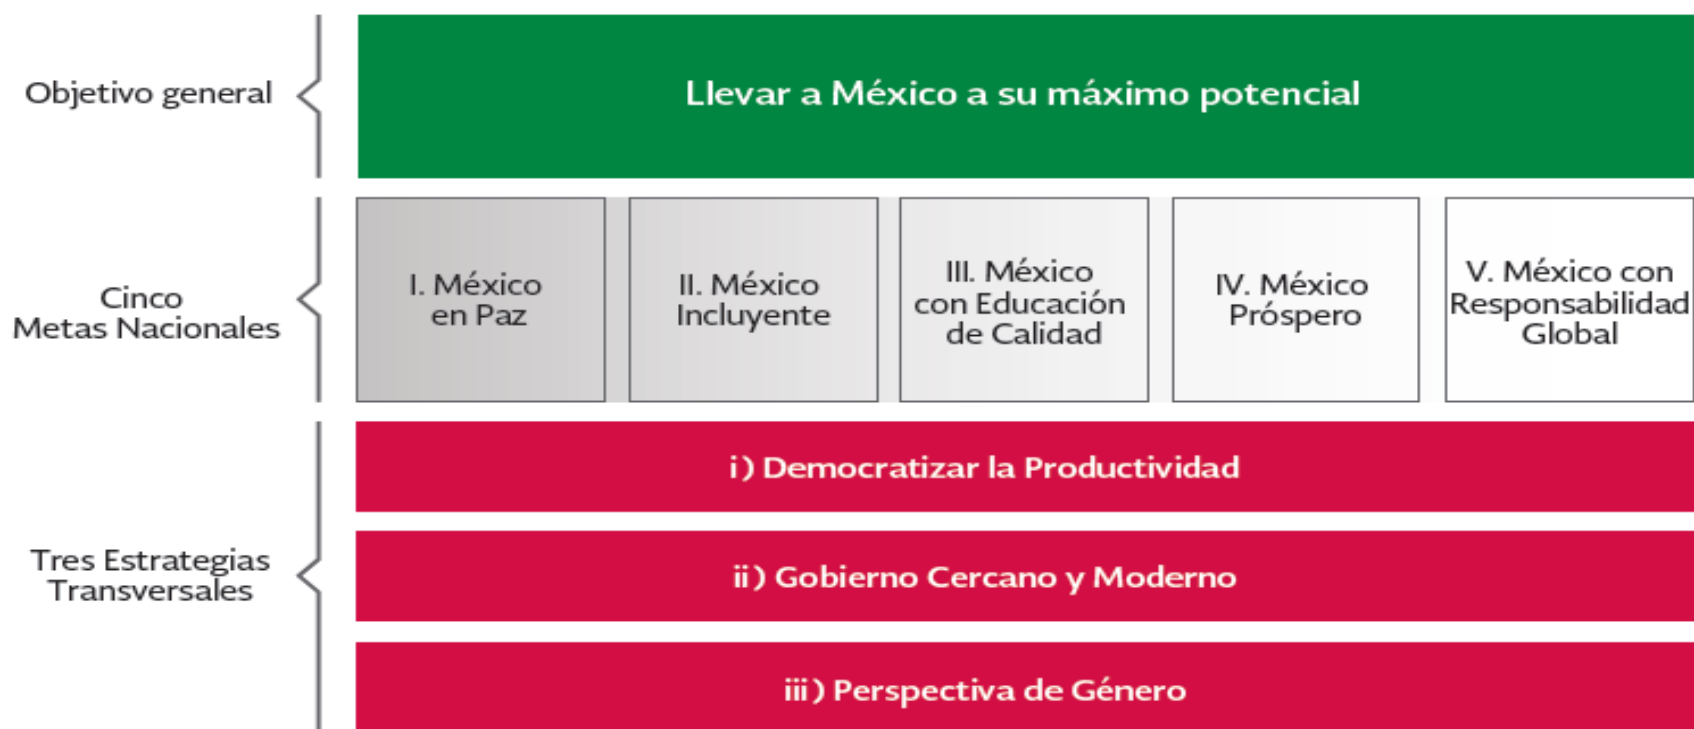 Objetivo general
Llevar a México a su máximo potencial
Cinco
Metas Nacionales
I. México
en Paz
II. México
Incluyente
III. México
con Educación
de Calidad
IV. México
Próspero
V. México con
Responsabilidad
Global
Tres Estrategias
Transversales
i) Democratizar la Productividad
ii) Gobierno Cercano y Moderno
iii) Perspectiva de Género